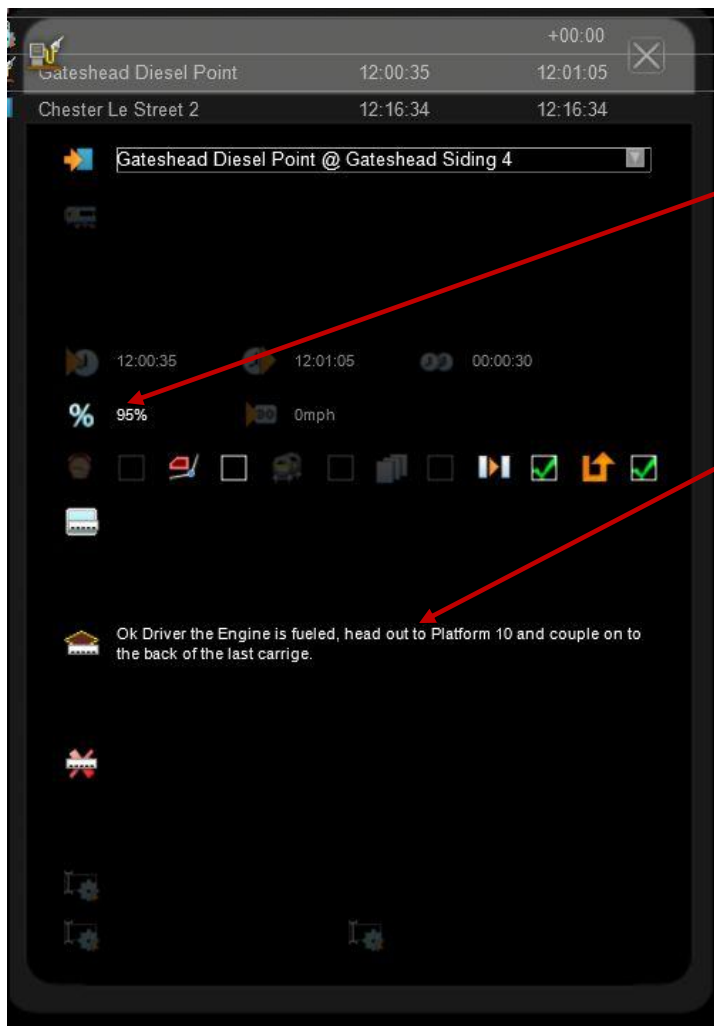 +00:00
Gateshead Diesel Point 12:00:35 12:01:05
Chester Le Street 2 12:16:34 12:16:34
Gateshead Diesel Point @ Gateshead Siding 4
12:00:35 12:01:05 00:00:30
% 95% 0mph
Ok Driver the Engine is fueled, head out to Platform 10 and couple on to
the back of the last carrige.